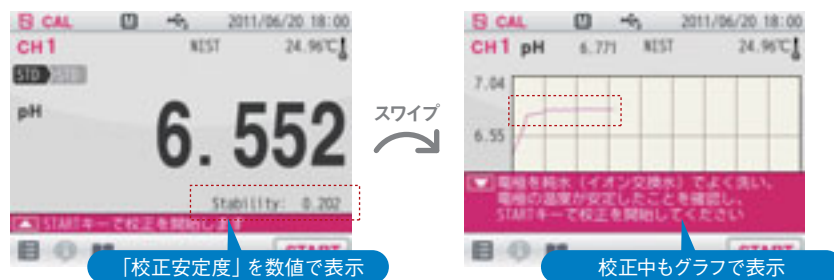 CAL 2011/06/20 18:00
CH1 NIST 24.96℃
STD STD
pH
6.552
Stability: 0.202
STARTキーで校正を開始します
START
「校正安定度」を数値で表示
スワイプ
CAL 2011/06/20 18:00
CH1 pH 6.771 NIST 24.96℃
7.04
6.55
電極を純水(イオン交換水)でよく洗い、
電極の温度が安定したことを確認し、
STARTキーで校正を開始してください
START
校正中もグラフで表示